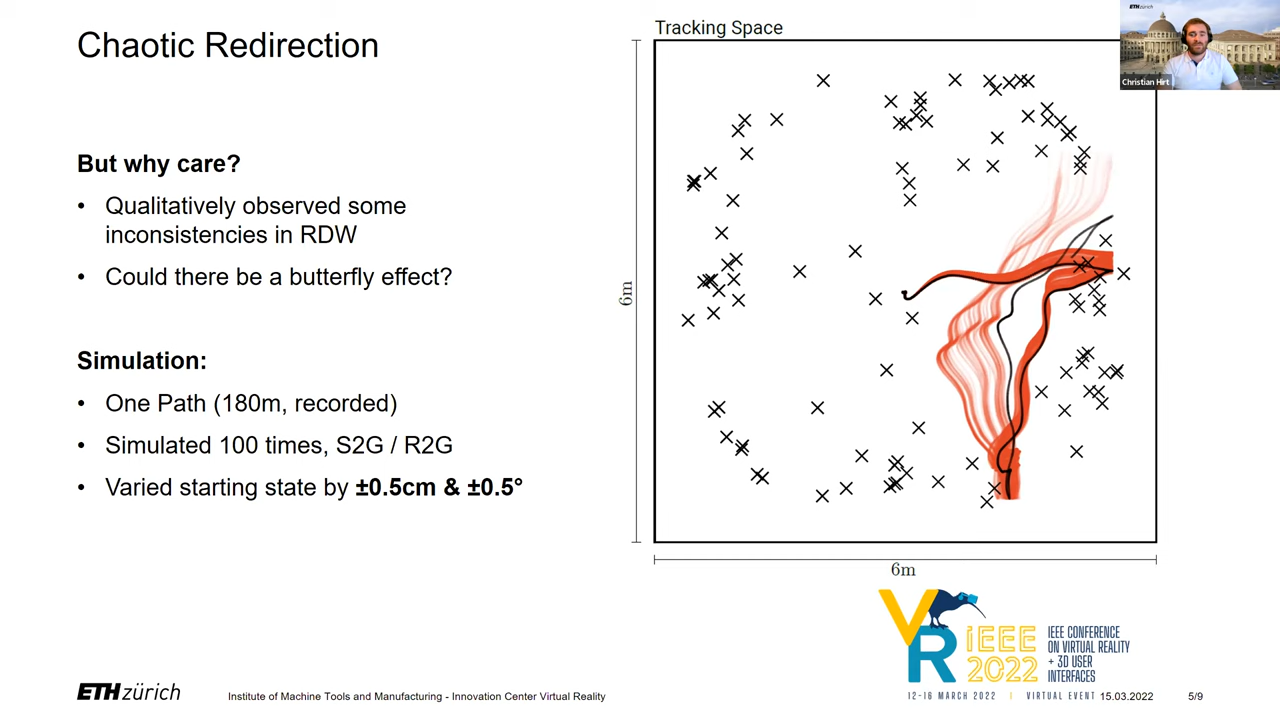 Chaotic Redirection
Tracking Space
ETHzürich
Christian Hirt
But why care?
• Qualitatively observed some
inconsistencies in RDW
• Could there be a butterfly effect?
6m
Simulation:
• One Path (180m, recorded)
• Simulated 100 times, S2G / R2G
• Varied starting state by ±0.5cm & ±0.5°
6m
VR IEEE 2022
IEEE CONFERENCE
ON VIRTUAL REALITY
+ 3D USER
INTERFACES
12-16 MARCH 2022 | VIRTUAL EVENT
ETHzürich
Institute of Machine Tools and Manufacturing - Innovation Center Virtual Reality
15.03.2022
5/9